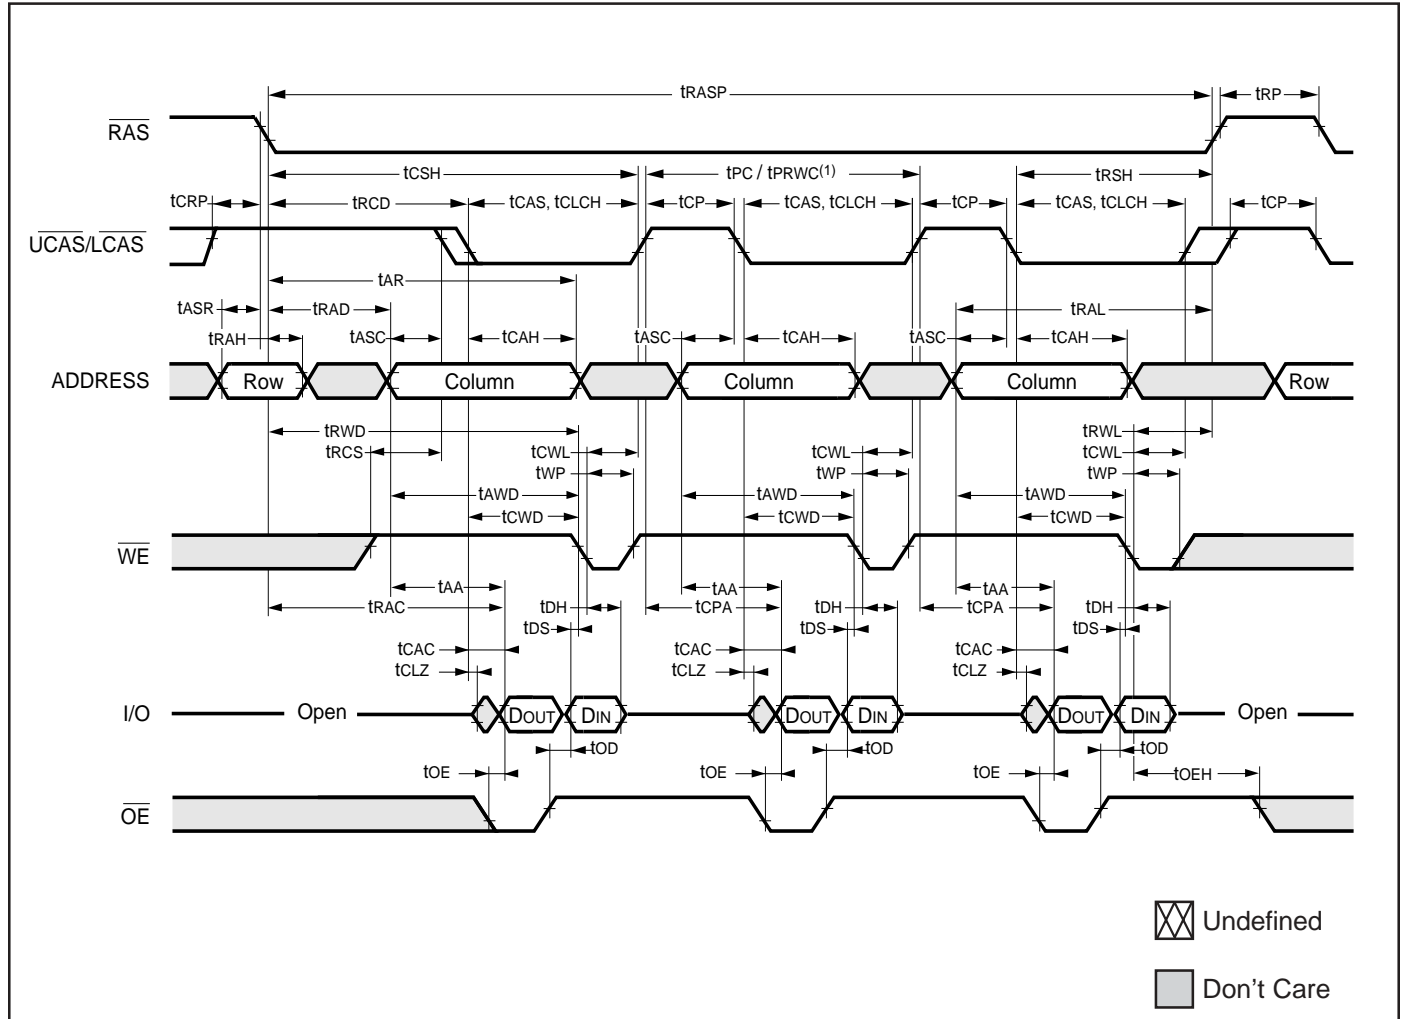 tRASP tRP
RAS
tCSH tPC / tPRWC(1) tRSH
tCRP tRCD tCAS, tCLCH tCP tCAS, tCLCH tCP tCAS, tCLCH tCP
UCAS/LCAS
tAR
tASR tRAD tRAL
tRAH tASC tCAH tASC tCAH tASC tCAH
ADDRESS Row Column Column Column Row
tRWD tRWL
tRCS tCWL tCWL tCWL
tWP tWP tWP
tAWD tAWD tAWD
tCWD tCWD tCWD
WE
tAA tAA tAA
tRAC tDH tCPA tDH tCPA tDH
tDS tDS tDS
tCAC tCAC tCAC
tCLZ tCLZ tCLZ
I/O Open DOUT DIN DOUT DIN DOUT DIN Open
tOD tOD tOD
tOE tOE tOE tOEH
OE
Undefined
Don't Care